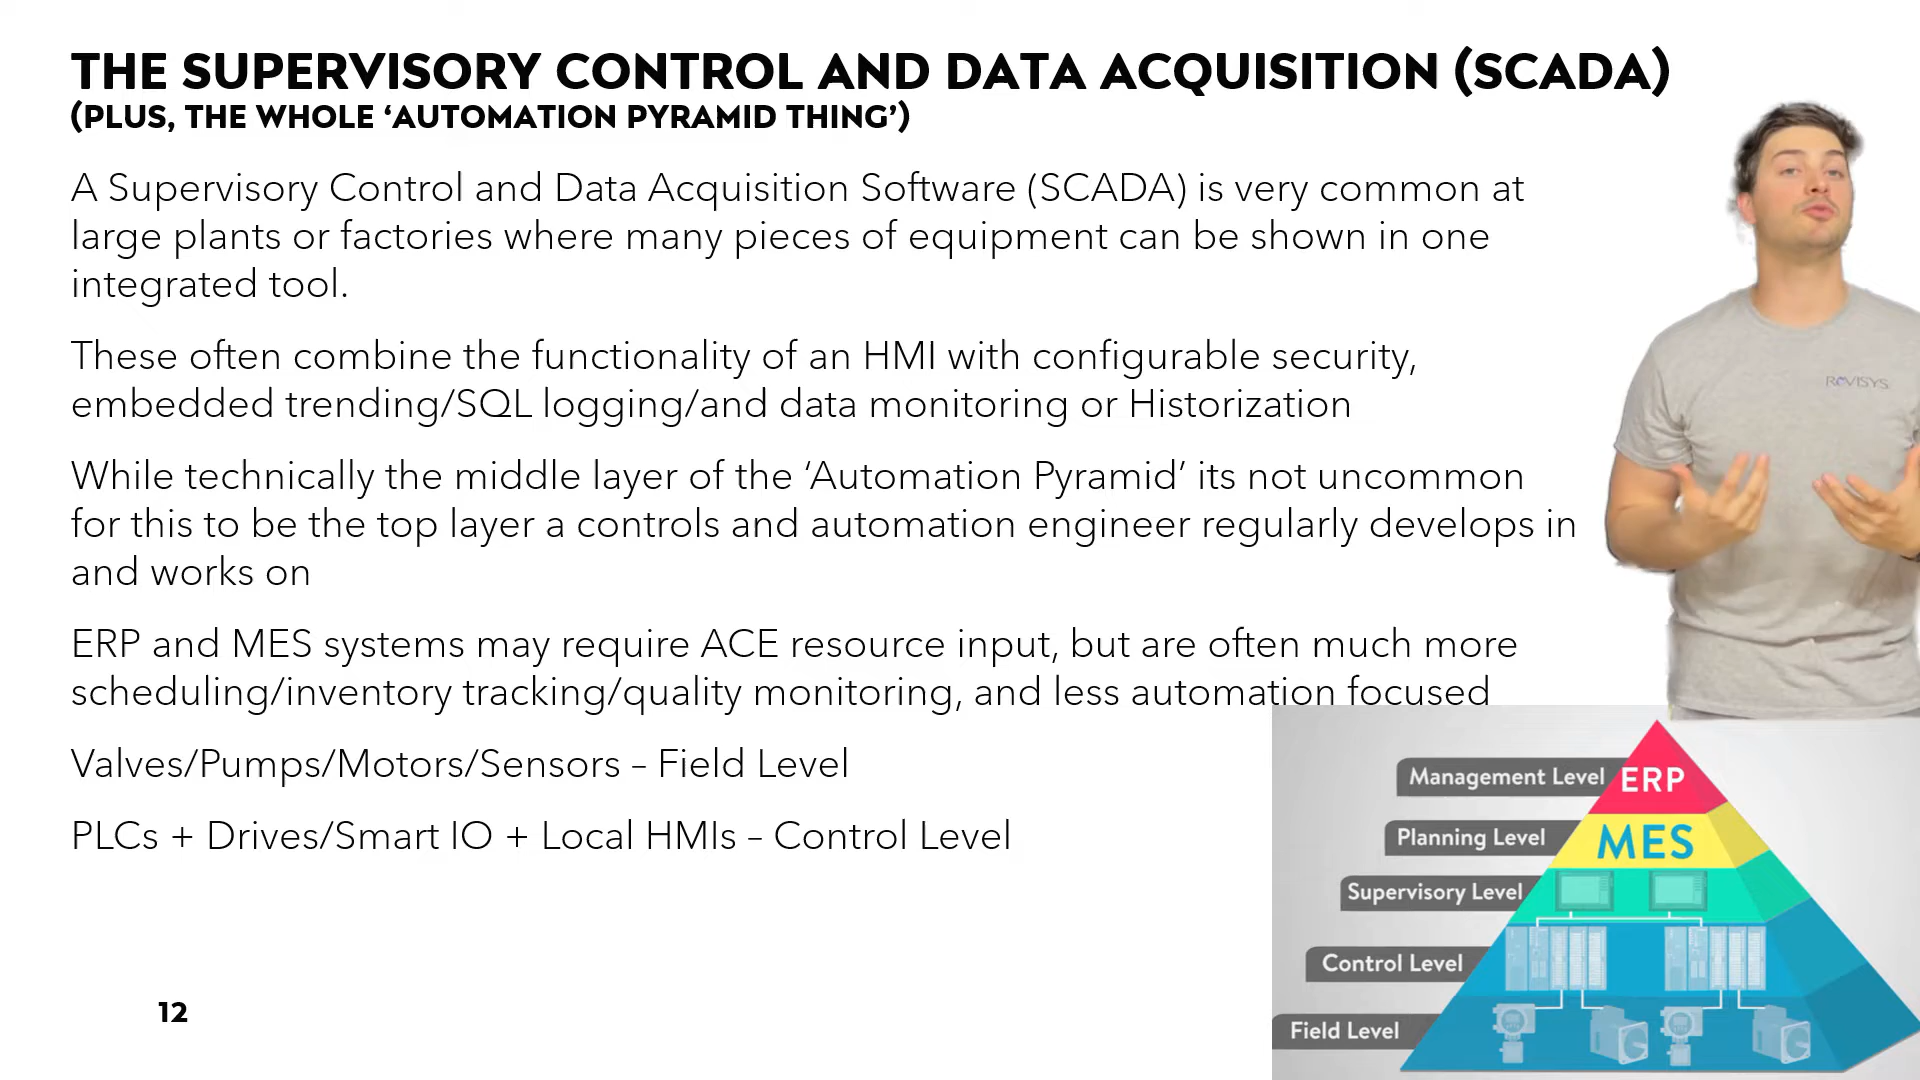 THE SUPERVISORY CONTROL AND DATA ACQUISITION (SCADA)
(PLUS, THE WHOLE ‘AUTOMATION PYRAMID THING’)
A Supervisory Control and Data Acquisition Software (SCADA) is very common at
large plants or factories where many pieces of equipment can be shown in one
integrated tool.
These often combine the functionality of an HMI with configurable security,
embedded trending/SQL logging/and data monitoring or Historization
While technically the middle layer of the ‘Automation Pyramid’ its not uncommon
for this to be the top layer a controls and automation engineer regularly develops in
and works on
ERP and MES systems may require ACE resource input, but are often much more
scheduling/inventory tracking/quality monitoring, and less automation focused
Valves/Pumps/Motors/Sensors – Field Level
PLCs + Drives/Smart IO + Local HMIs – Control Level
12
RoVISYS
Management Level ERP
Planning Level MES
Supervisory Level
Control Level
Field Level